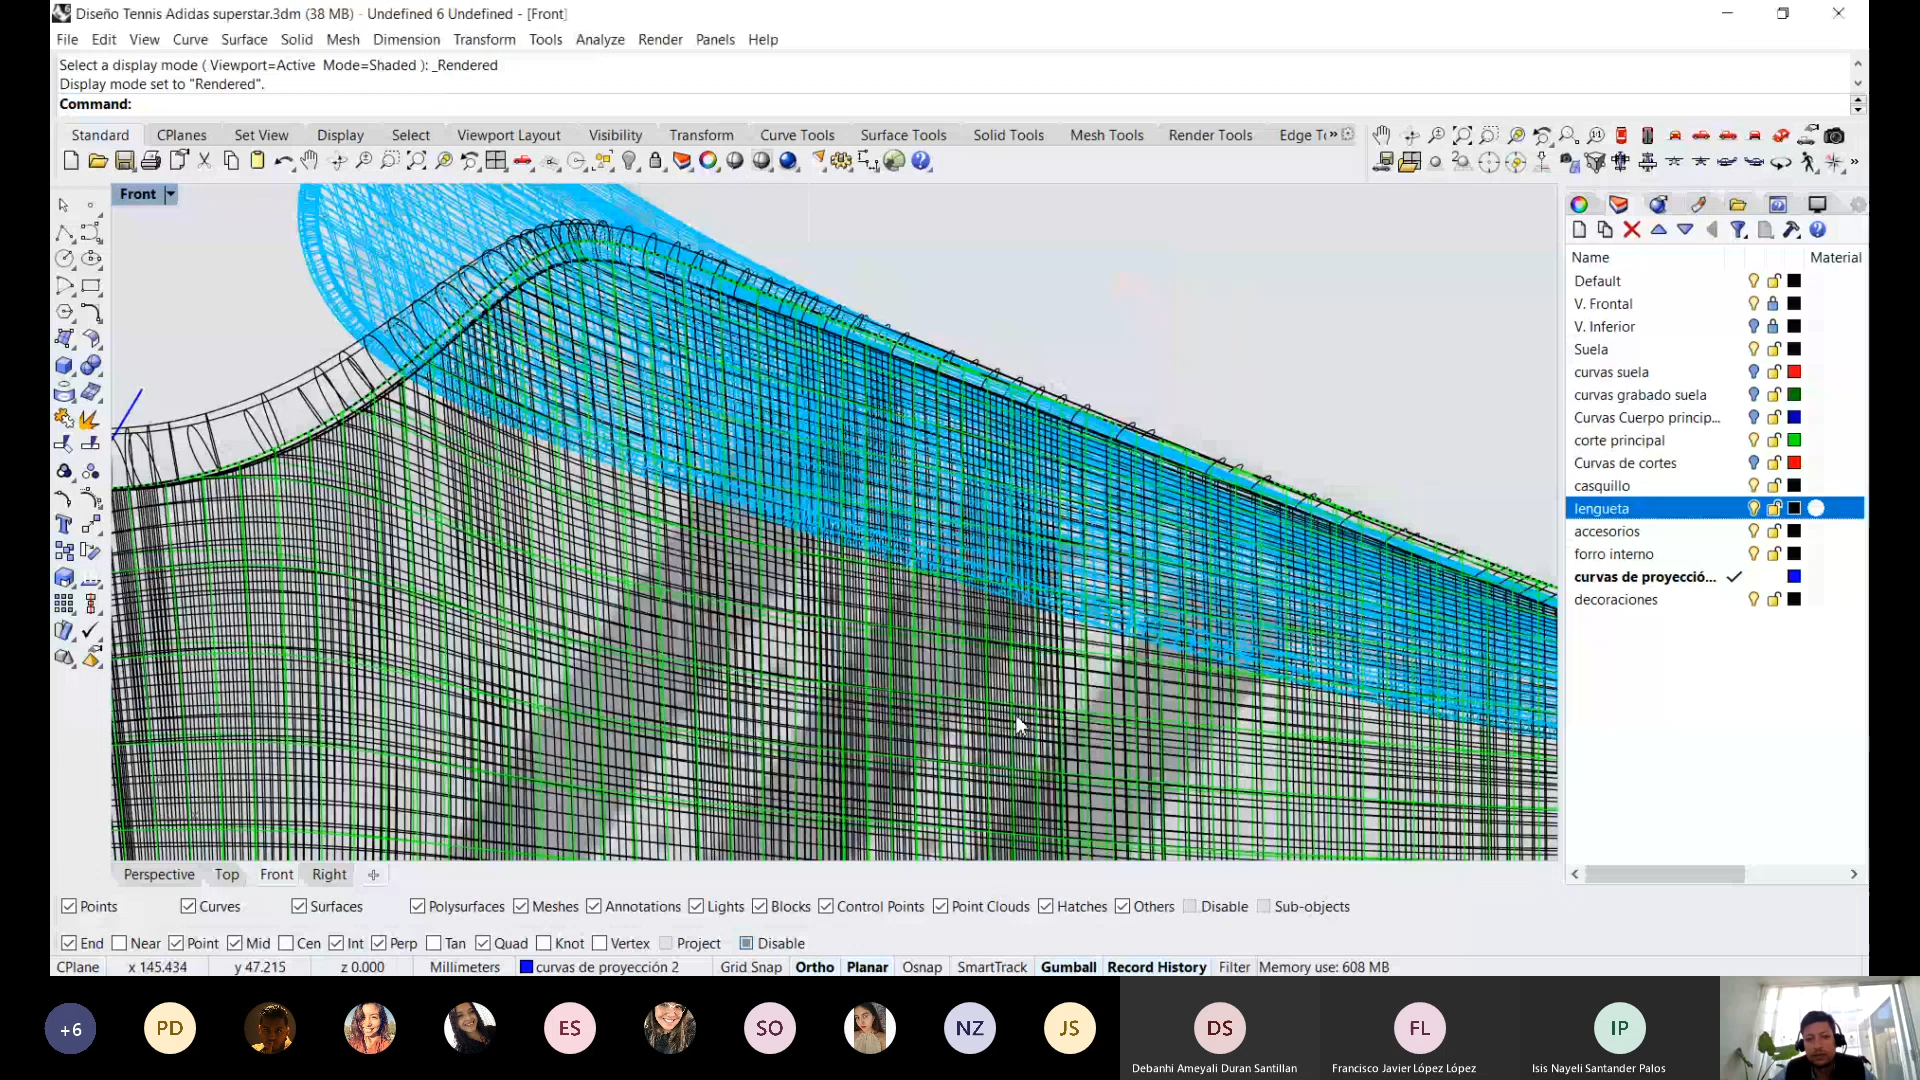 Diseño Tennis Adidas superstar.3dm (38 MB) - Undefined 6 Undefined - [Front]
File Edit View Curve Surface Solid Mesh Dimension Transform Tools Analyze Render Panels Help
Select a display mode ( Viewport=Active Mode=Shaded ): _Rendered
Display mode set to "Rendered".
Command:
Standard CPlanes Set View Display Select Viewport Layout Visibility Transform Curve Tools Surface Tools Solid Tools Mesh Tools Render Tools Edge To
Front
Name Material
Default
V. Frontal
V. Inferior
Suela
curvas suela
curvas grabado suela
Curvas Cuerpo princip...
corte principal
Curvas de cortes
casquillo
lengueta
accesorios
forro interno
curvas de proyecció...
decoraciones
Perspective Top Front Right
Points Curves Surfaces Polysurfaces Meshes Annotations Lights Blocks Control Points Point Clouds Hatches Others Disable Sub-objects
End Near Point Mid Cen Int Perp Tan Quad Knot Vertex Project Disable
CPlane x 145.434 y 47.215 z 0.000 Millimeters curvas de proyección 2 Grid Snap Ortho Planar Osnap SmartTrack Gumball Record History Filter Memory use: 608 MB
+6 PD ES SO NZ JS DS FL IP
Debanhi Ameyali Duran Santillan Francisco Javier López López Isis Nayeli Santander Palos